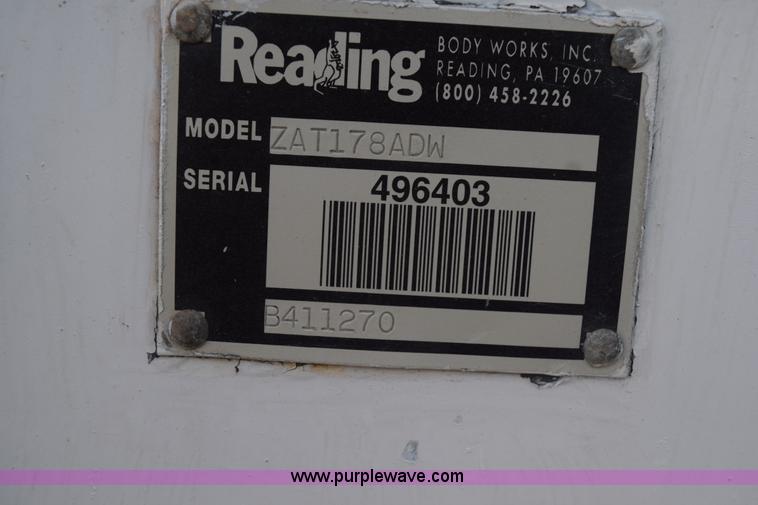 Reading
BODY WORKS, INC.
READING, PA 19607
(800) 458-2226
MODEL ZAT178ADW
SERIAL 496403
B411270
www.purplewave.com